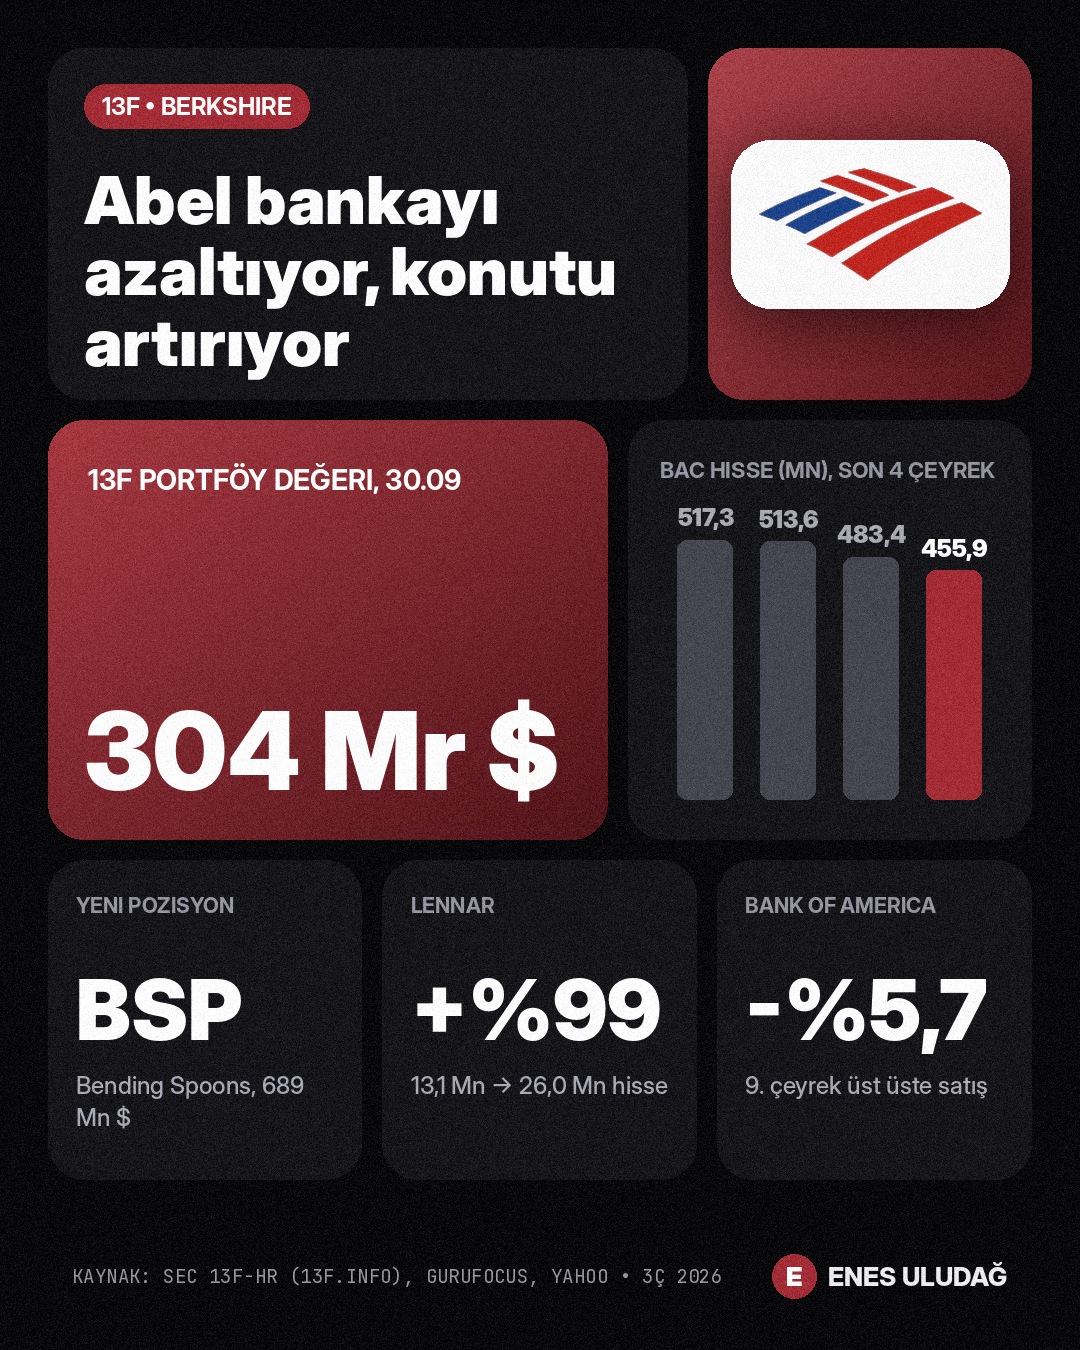 13F • BERKSHIRE
Abel bankayı
azaltıyor, konutu
artırıyor
13F PORTFÖY DEĞERI, 30.09
304 Mr $
BAC HISSE (MN), SON 4 ÇEYREK
517,3
513,6
483,4
455,9
YENI POZISYON
BSP
Bending Spoons, 689
Mn $
LENNAR
+%99
13,1 Mn → 26,0 Mn hisse
BANK OF AMERICA
-%5,7
9. çeyrek üst üste satış
KAYNAK: SEC 13F-HR (13F.INFO), GURUFOCUS, YAHOO • 3Ç 2026
E ENES ULUDAĞ